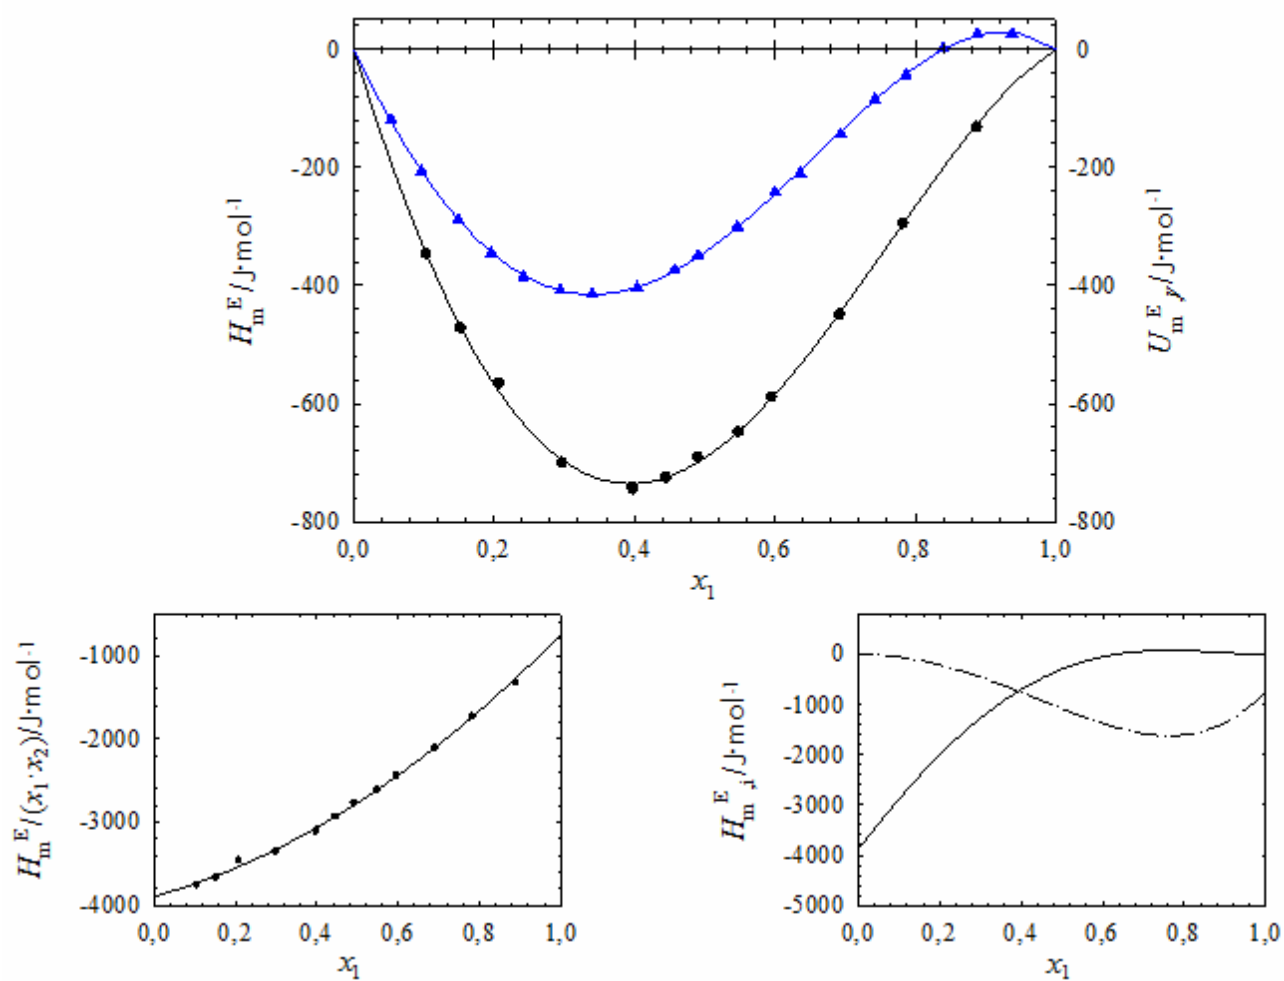 0
-200
-400
-600
-800
H_m^E/J·mol^-1
0
-200
-400
-600
-800
U_m^E,V/J·mol^-1
0,0 0,2 0,4 0,6 0,8 1,0
x_1
-1000
-2000
-3000
-4000
H_m^E/(x_1·x_2)/J·mol^-1
0,0 0,2 0,4 0,6 0,8 1,0
x_1
0
-1000
-2000
-3000
-4000
-5000
H_m^E,i/J·mol^-1
0,0 0,2 0,4 0,6 0,8 1,0
x_1